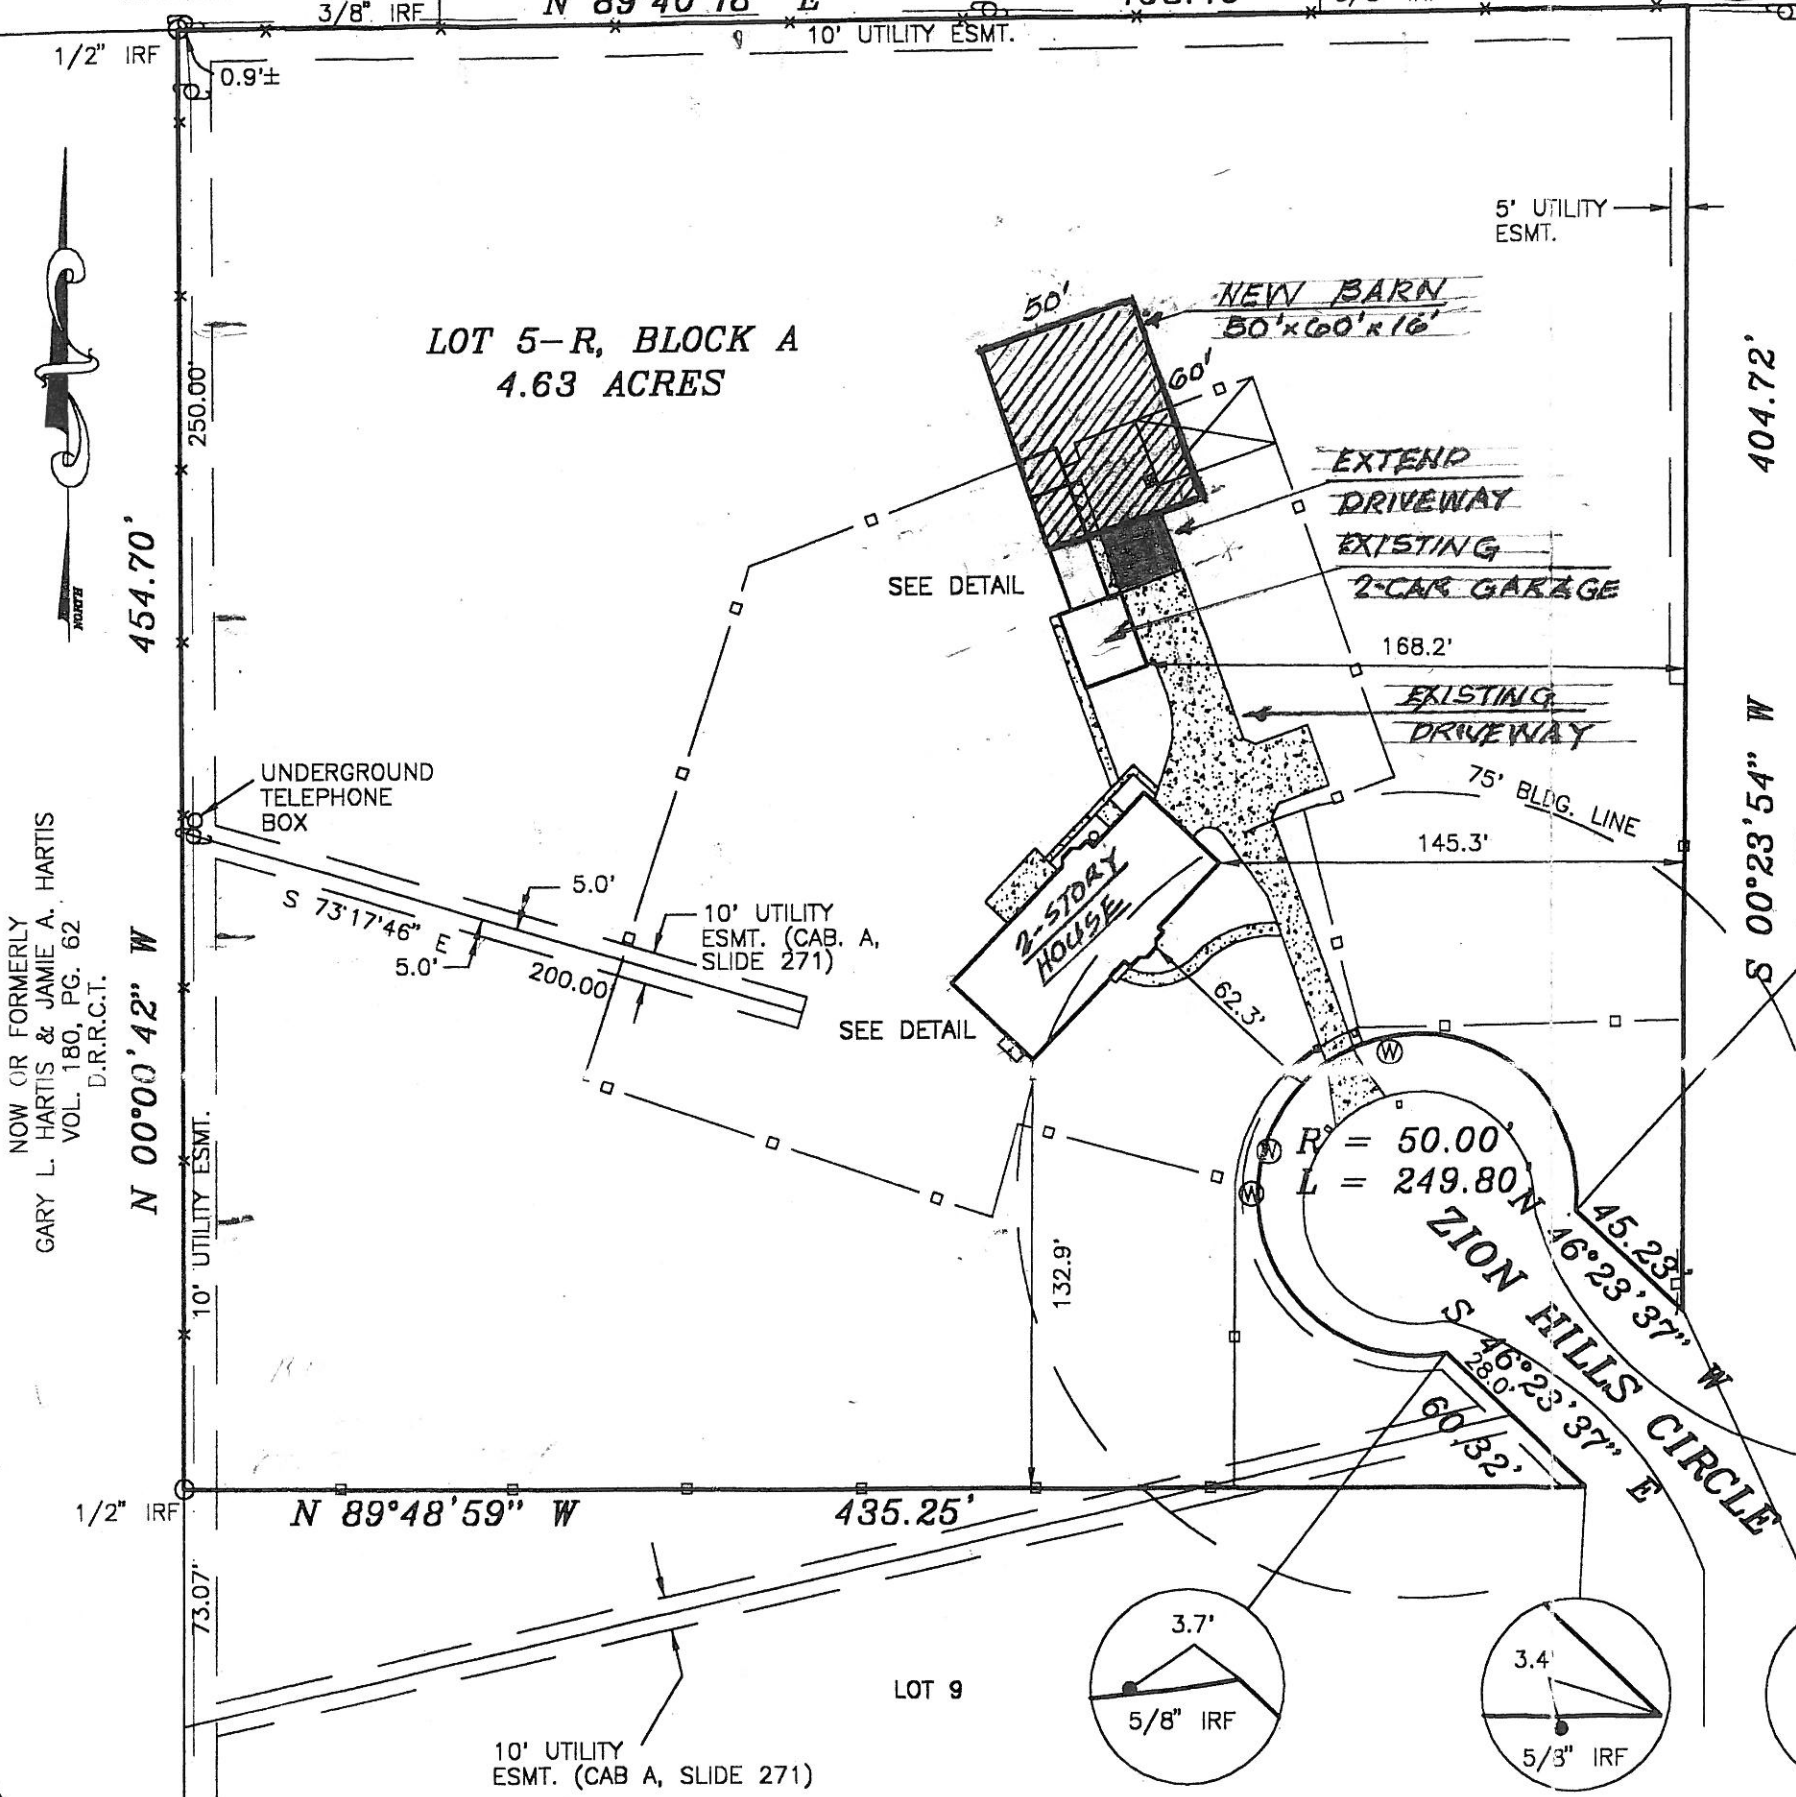 3/8" IRF
1/2" IRF
10' UTILITY ESMT.
0.9'±
5' UTILITY
ESMT.
NORTH
250.00'
454.70'
N 00°00'42" W
LOT 5-R, BLOCK A
4.63 ACRES
50'
60'
NEW BARN
50'x60'x16'
EXTEND
DRIVEWAY
EXISTING
2-CAR GARAGE
SEE DETAIL
168.2'
EXISTING
DRIVEWAY
404.72'
S 00°23'54" W
75' BLDG. LINE
145.3'
UNDERGROUND
TELEPHONE
BOX
NOW OR FORMERLY
GARY L. HARTIS & JAMIE A. HARTIS
VOL. 180, PG. 62
D.R.R.C.T.
S 73°17'46" E
200.00'
5.0'
5.0'
10' UTILITY
ESMT. (CAB. A,
SLIDE 271)
2-STORY
HOUSE
SEE DETAIL
62.3'
132.9'
W
W
W
R = 50.00'
L = 249.80'
N 46°23'37" W
45.23'
ZION HILLS CIRCLE
S 46°23'37" E
28.0'
60.32'
10' UTILITY ESMT.
1/2" IRF
N 89°48'59" W
435.25'
73.07'
LOT 9
10' UTILITY
ESMT. (CAB A, SLIDE 271)
3.7'
5/8" IRF
3.4'
5/8" IRF